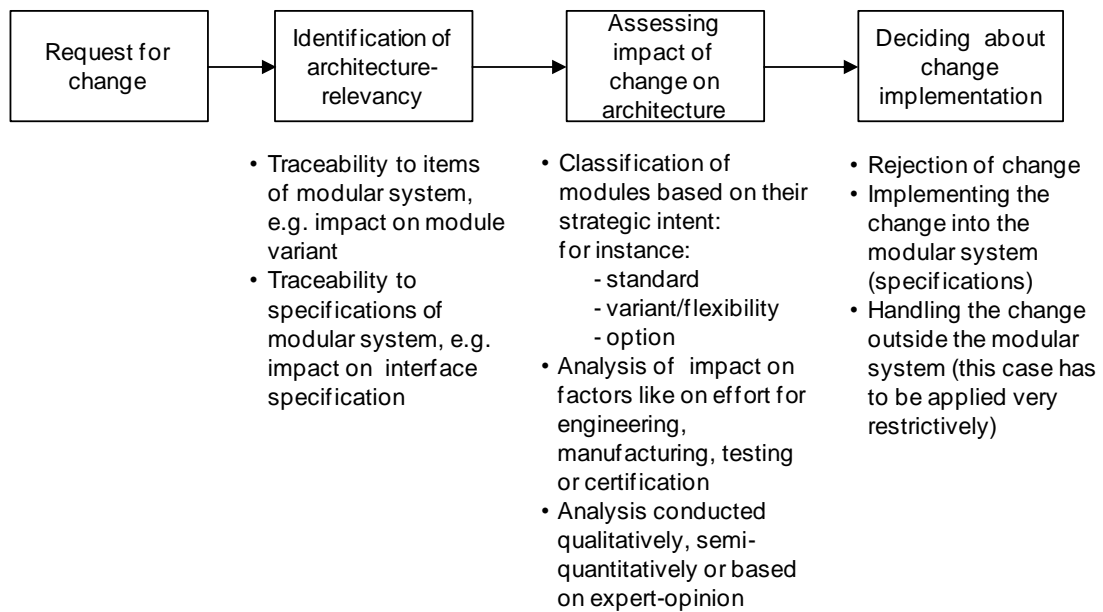 Request for
change
Identification of
architecture-
relevancy
Assessing
impact of
change on
architecture
Deciding about
change
implementation
• Traceability to items
of modular system,
e.g. impact on module
variant
• Traceability to
specifications of
modular system, e.g.
impact on interface
specification
• Classification of
modules based on their
strategic intent:
for instance:
- standard
- variant/flexibility
- option
• Analysis of impact on
factors like on effort for
engineering,
manufacturing, testing
or certification
• Analysis conducted
qualitatively, semi-
quantitatively or based
on expert-opinion
• Rejection of change
• Implementing the
change into the
modular system
(specifications)
• Handling the change
outside the modular
system (this case has
to be applied very
restrictively)